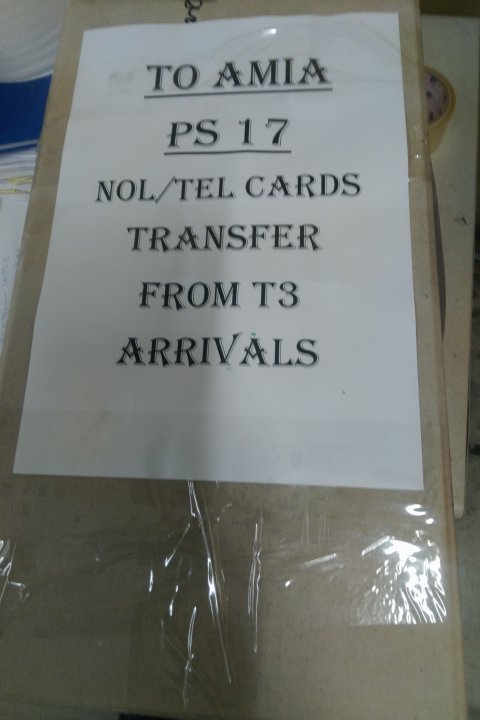 TO AMIA
PS 17
NOL/TEL CARDS
TRANSFER
FROM T3
ARRIVALS